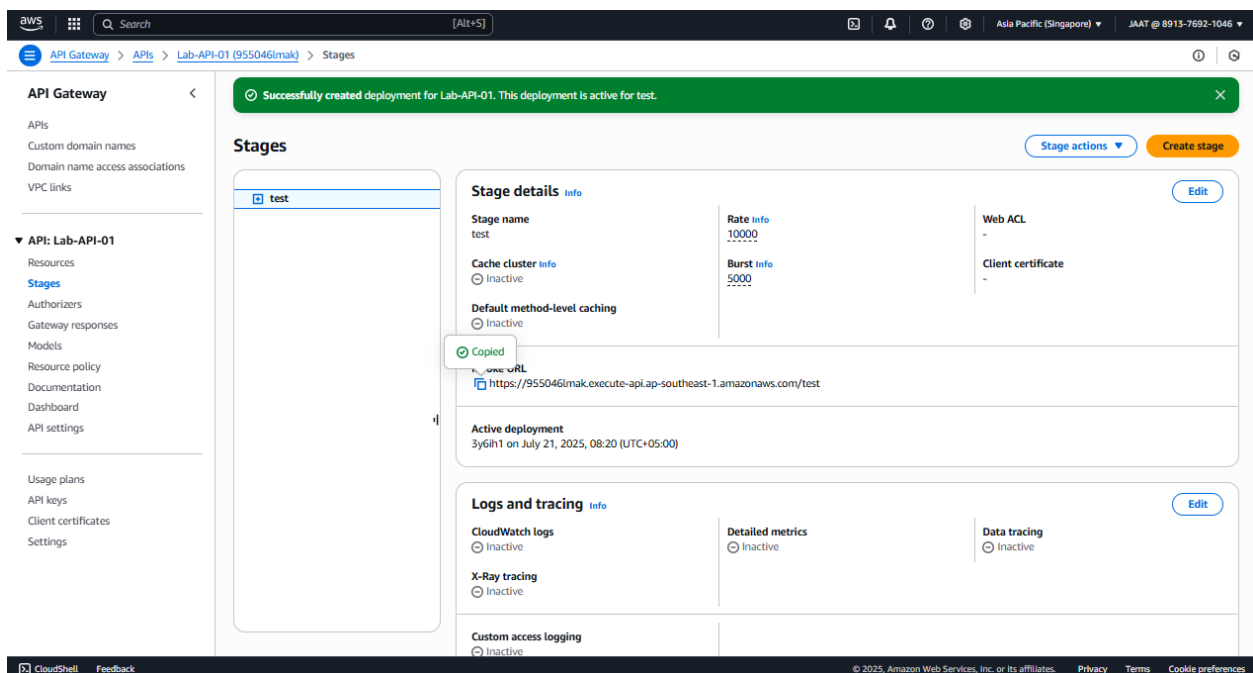 aws
Search
[Alt+S]
Asia Pacific (Singapore)
JAAT @ 8913-7692-1046
API Gateway > APIs > Lab-API-01 (955046lmak) > Stages
API Gateway
APIs
Custom domain names
Domain name access associations
VPC links
API: Lab-API-01
Resources
Stages
Authorizers
Gateway responses
Models
Resource policy
Documentation
Dashboard
API settings
Usage plans
API keys
Client certificates
Settings
Successfully created deployment for Lab-API-01. This deployment is active for test.
Stages
Stage actions
Create stage
test
Stage details Info
Edit
Stage name
test
Rate Info
10000
Web ACL
-
Cache cluster Info
Inactive
Burst Info
5000
Client certificate
-
Default method-level caching
Inactive
Copied
URL
https://955046lmak.execute-api.ap-southeast-1.amazonaws.com/test
Active deployment
3y6ih1 on July 21, 2025, 08:20 (UTC+05:00)
Logs and tracing Info
Edit
CloudWatch logs
Inactive
Detailed metrics
Inactive
Data tracing
Inactive
X-Ray tracing
Inactive
Custom access logging
Inactive
CloudShell
Feedback
© 2025, Amazon Web Services, Inc. or its affiliates.
Privacy
Terms
Cookie preferences